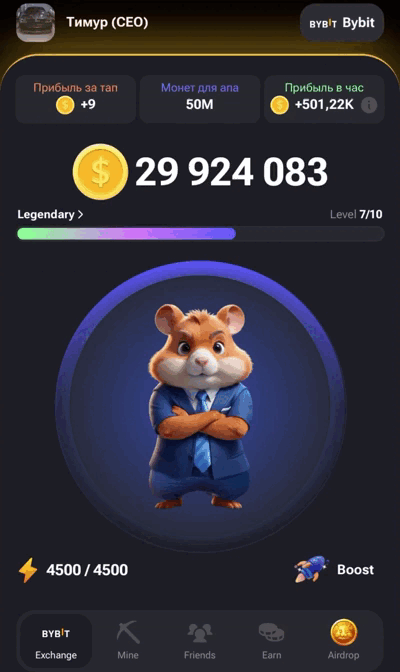 Тимур (CEO)
BYBIT Bybit
Прибыль за тап
+9
Монет для апа
50M
Прибыль в час
+501,22K
29 924 083
Legendary >
Level 7/10
4500 / 4500
Boost
BYBIT
Exchange
Mine
Friends
Earn
Airdrop